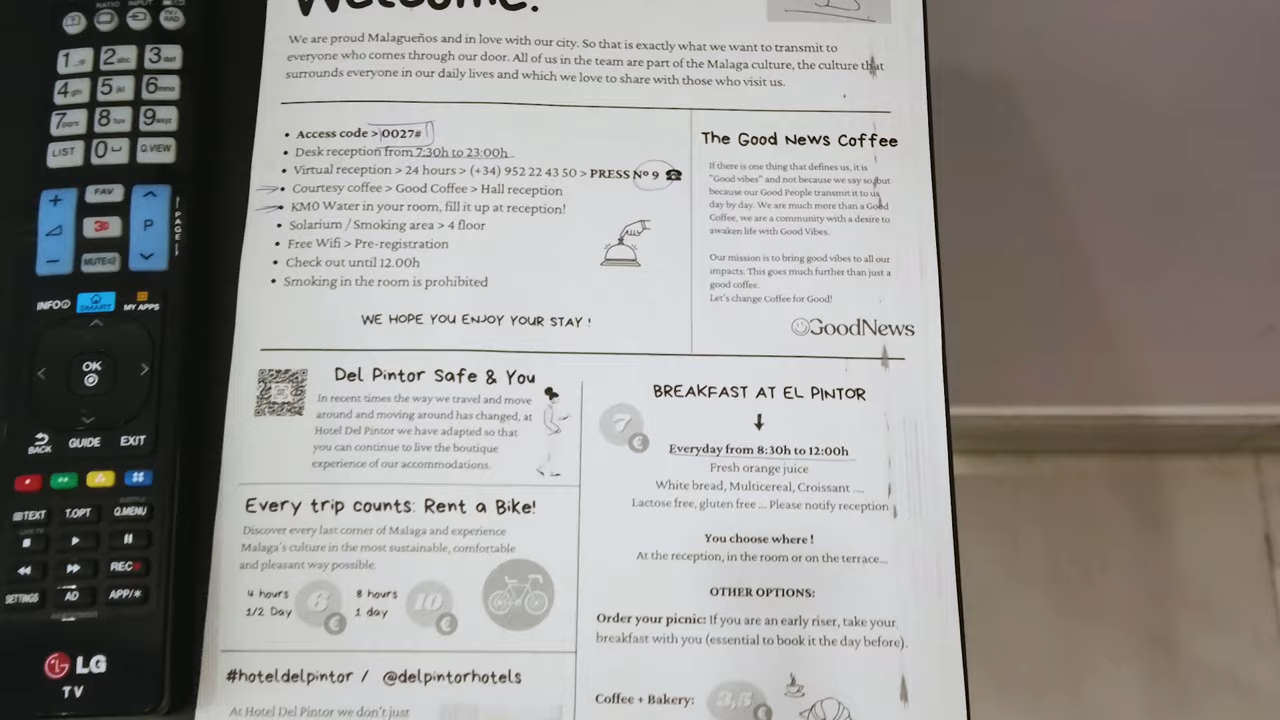 Welcome!
We are proud Malagueños and in love with our city. So that is exactly what we want to transmit to
everyone who comes through our door. All of us in the team are part of the Malaga culture, the culture that
surrounds everyone in our daily lives and which we love to share with those who visit us.
• Access code > 0027#
• Desk reception from 7:30h to 23:00h
• Virtual reception > 24 hours > (+34) 952 22 43 50 > PRESS Nº 9
• Courtesy coffee > Good Coffee > Hall reception
• KM0 Water in your room, fill it up at reception!
• Solarium / Smoking area > 4 floor
• Free Wifi > Pre-registration
• Check out until 12.00h
• Smoking in the room is prohibited
WE HOPE YOU ENJOY YOUR STAY !
The Good News Coffee
If there is one thing that defines us, it is
"Good vibes" and not because we say so, but
because our Good People transmit it to us
day by day. We are much more than a Good
Coffee, we are a community with a desire to
awaken life with Good Vibes.
Our mission is to bring good vibes to all our
impacts. This goes much further than just a
good coffee.
Let's change Coffee for Good!
GoodNews
Del Pintor Safe & You
In recent times the way we travel and move
around and moving around has changed, at
Hotel Del Pintor we have adapted so that
you can continue to live the boutique
experience of our accommodations.
Every trip counts: Rent a Bike!
Discover every last corner of Malaga and experience
Malaga's culture in the most sustainable, comfortable
and pleasant way possible.
4 hours
1/2 Day
6 €
8 hours
1 day
10 €
#hoteldelpintor / @delpintorhotels
At Hotel Del Pintor we don't just
BREAKFAST AT EL PINTOR
7 €
Everyday from 8:30h to 12:00h
Fresh orange juice
White bread, Multicereal, Croissant ....
Lactose free, gluten free ... Please notify reception
You choose where !
At the reception, in the room or on the terrace...
OTHER OPTIONS:
Order your picnic: If you are an early riser, take your
breakfast with you (essential to book it the day before).
Coffee + Bakery: 3,5 €
RATIO INPUT
TV/RAD
1 2abc 3def
4ghi 5jkl 6mno
7pqrs 8tuv 9wxyz
LIST 0 Q.VIEW
+ FAV
3D P PAGE
- MUTE
INFO SMART MY APPS
OK
BACK GUIDE EXIT
TEXT T.OPT SUBTITLE Q.MENU
REC
SETTINGS AD APP/*
LG
TV